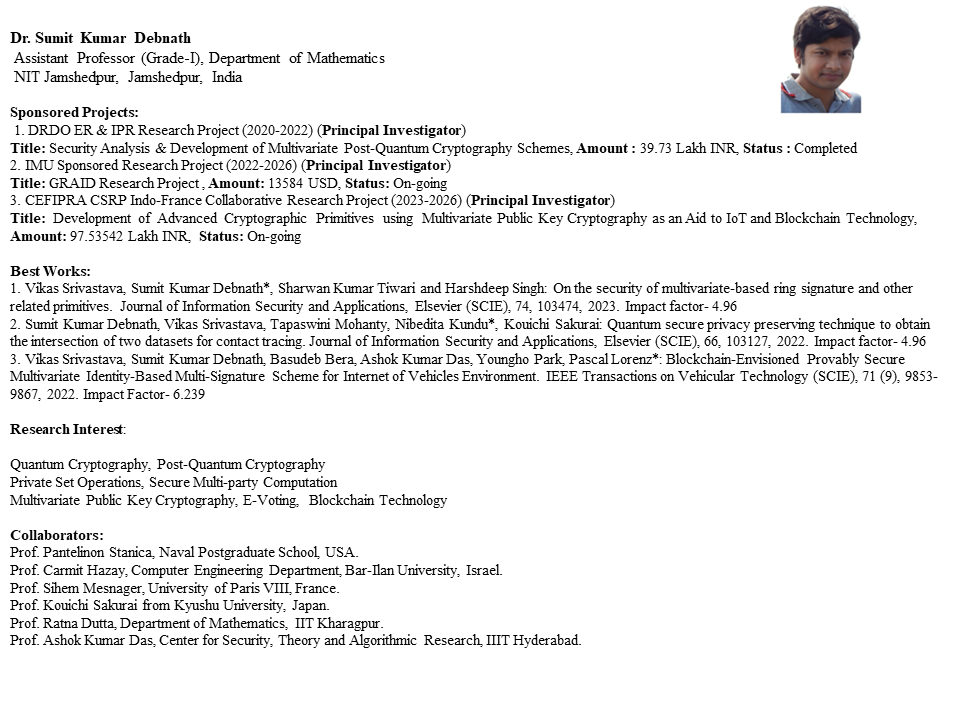 Dr. Sumit Kumar Debnath
Assistant Professor (Grade-I), Department of Mathematics
NIT Jamshedpur, Jamshedpur, India
Sponsored Projects:
1. DRDO ER & IPR Research Project (2020-2022) (Principal Investigator)
Title: Security Analysis & Development of Multivariate Post-Quantum Cryptography Schemes, Amount : 39.73 Lakh INR, Status : Completed
2. IMU Sponsored Research Project (2022-2026) (Principal Investigator)
Title: GRAID Research Project , Amount: 13584 USD, Status: On-going
3. CEFIPRA CSRP Indo-France Collaborative Research Project (2023-2026) (Principal Investigator)
Title: Development of Advanced Cryptographic Primitives using Multivariate Public Key Cryptography as an Aid to IoT and Blockchain Technology,
Amount: 97.53542 Lakh INR, Status: On-going
Best Works:
1. Vikas Srivastava, Sumit Kumar Debnath*, Sharwan Kumar Tiwari and Harshdeep Singh: On the security of multivariate-based ring signature and other
related primitives. Journal of Information Security and Applications, Elsevier (SCIE), 74, 103474, 2023. Impact factor- 4.96
2. Sumit Kumar Debnath, Vikas Srivastava, Tapaswini Mohanty, Nibedita Kundu*, Kouichi Sakurai: Quantum secure privacy preserving technique to obtain
the intersection of two datasets for contact tracing. Journal of Information Security and Applications, Elsevier (SCIE), 66, 103127, 2022. Impact factor- 4.96
3. Vikas Srivastava, Sumit Kumar Debnath, Basudeb Bera, Ashok Kumar Das, Youngho Park, Pascal Lorenz*: Blockchain-Envisioned Provably Secure
Multivariate Identity-Based Multi-Signature Scheme for Internet of Vehicles Environment. IEEE Transactions on Vehicular Technology (SCIE), 71 (9), 9853-
9867, 2022. Impact Factor- 6.239
Research Interest:
Quantum Cryptography, Post-Quantum Cryptography
Private Set Operations, Secure Multi-party Computation
Multivariate Public Key Cryptography, E-Voting, Blockchain Technology
Collaborators:
Prof. Pantelinon Stanica, Naval Postgraduate School, USA.
Prof. Carmit Hazay, Computer Engineering Department, Bar-Ilan University, Israel.
Prof. Sihem Mesnager, University of Paris VIII, France.
Prof. Kouichi Sakurai from Kyushu University, Japan.
Prof. Ratna Dutta, Department of Mathematics, IIT Kharagpur.
Prof. Ashok Kumar Das, Center for Security, Theory and Algorithmic Research, IIIT Hyderabad.